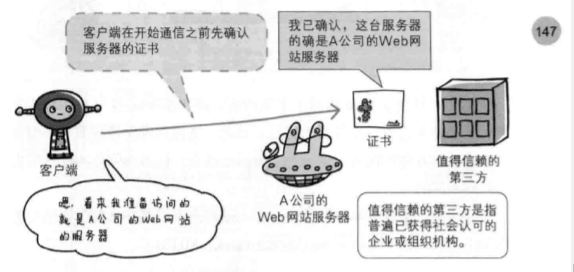 客户端在开始通信之前先确认
服务器的证书
我已确认，这台服务器
的确是A公司的Web网
站服务器
147
证书
客户端
值得信赖的
第三方
嗯，看来我准备访问的
就是A公司的Web网站
的服务器
A公司的
Web网站服务器
值得信赖的第三方是指
普遍已获得社会认可的
企业或组织机构。